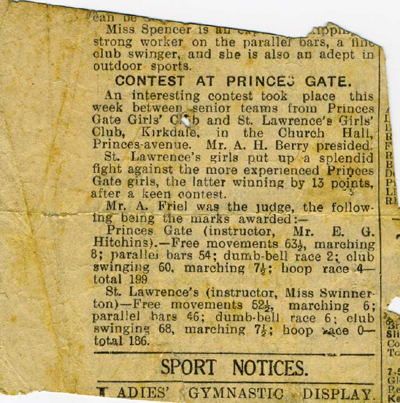 can be
Miss Spencer is an
strong worker on the parallel bars, a fine
club swinger, and she is also an adept in
outdoor sports.
CONTEST AT PRINCES GATE.
An interesting contest took place this
week between senior teams from Princes
Gate Girls' Club and St. Lawrence's Girls'
Club, Kirkdale, in the Church Hall,
Princes-avenue. Mr. A. H. Berry presided.
St. Lawrence's girls put up a splendid
fight against the more experienced Princes
Gate girls, the latter winning by 13 points,
after a keen contest.
Mr. A. Friel was the judge, the follow-
ing being the marks awarded:—
Princes Gate (instructor, Mr. E. G.
Hitchins).—Free movements 63½, marching
8; parallel bars 54; dumb-bell race 2; club
swinging 60, marching 7½; hoop race 4—
total 199
St. Lawrence's (instructor, Miss Swinner-
ton)—Free movements 52½, marching 6;
parallel bars 46; dumb-bell race 6; club
swinging 68, marching 7½; hoop race 0—
total 186.
SPORT NOTICES.
LADIES' GYMNASTIC DISPLAY.